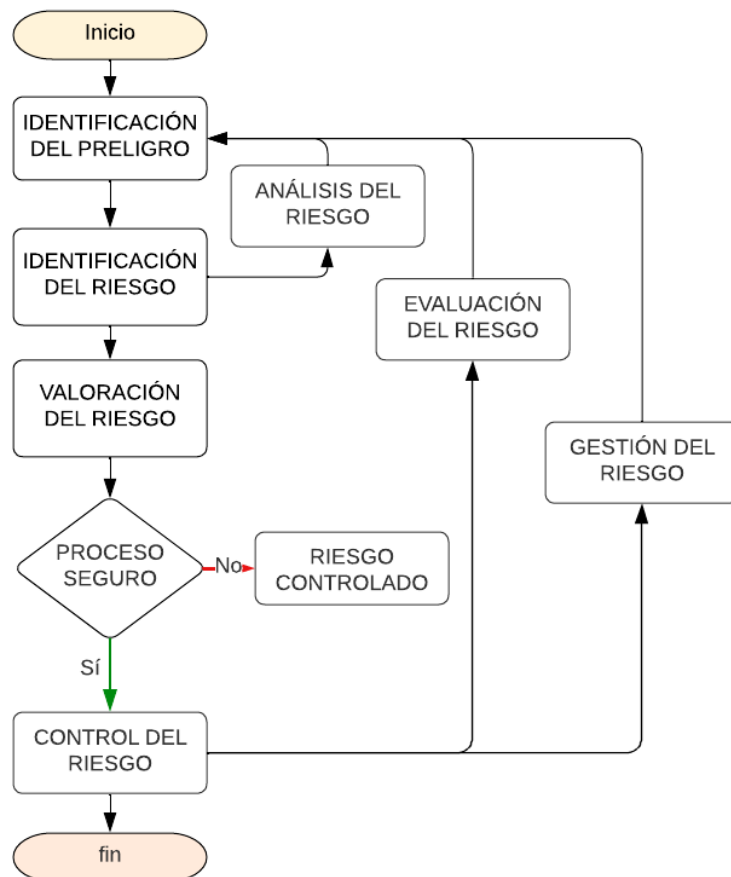 Inicio
IDENTIFICACIÓN
DEL PRELIGRO
ANÁLISIS DEL
RIESGO
IDENTIFICACIÓN
DEL RIESGO
EVALUACIÓN
DEL RIESGO
VALORACIÓN
DEL RIESGO
GESTIÓN DEL
RIESGO
PROCESO
SEGURO
No
RIESGO
CONTROLADO
Sí
CONTROL DEL
RIESGO
fin